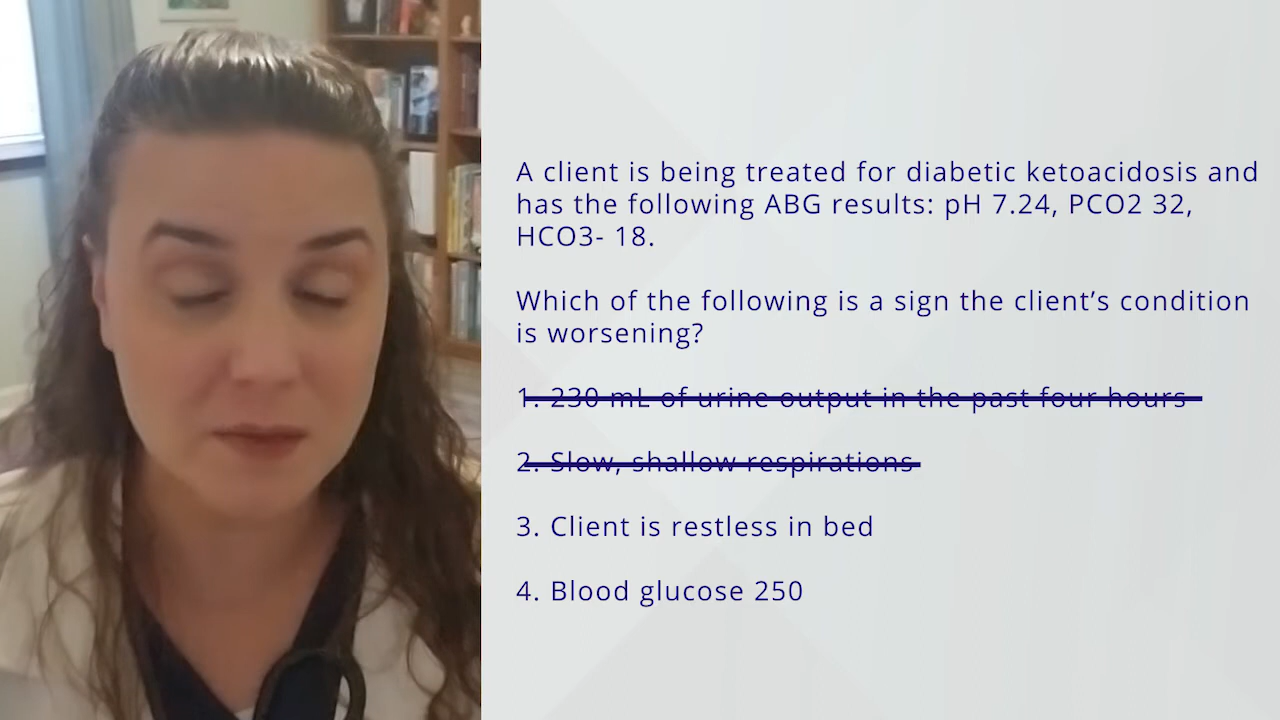 A client is being treated for diabetic ketoacidosis and
has the following ABG results: pH 7.24, PCO2 32,
HCO3- 18.
Which of the following is a sign the client’s condition
is worsening?
1. 230 mL of urine output in the past four hours
2. Slow, shallow respirations
3. Client is restless in bed
4. Blood glucose 250